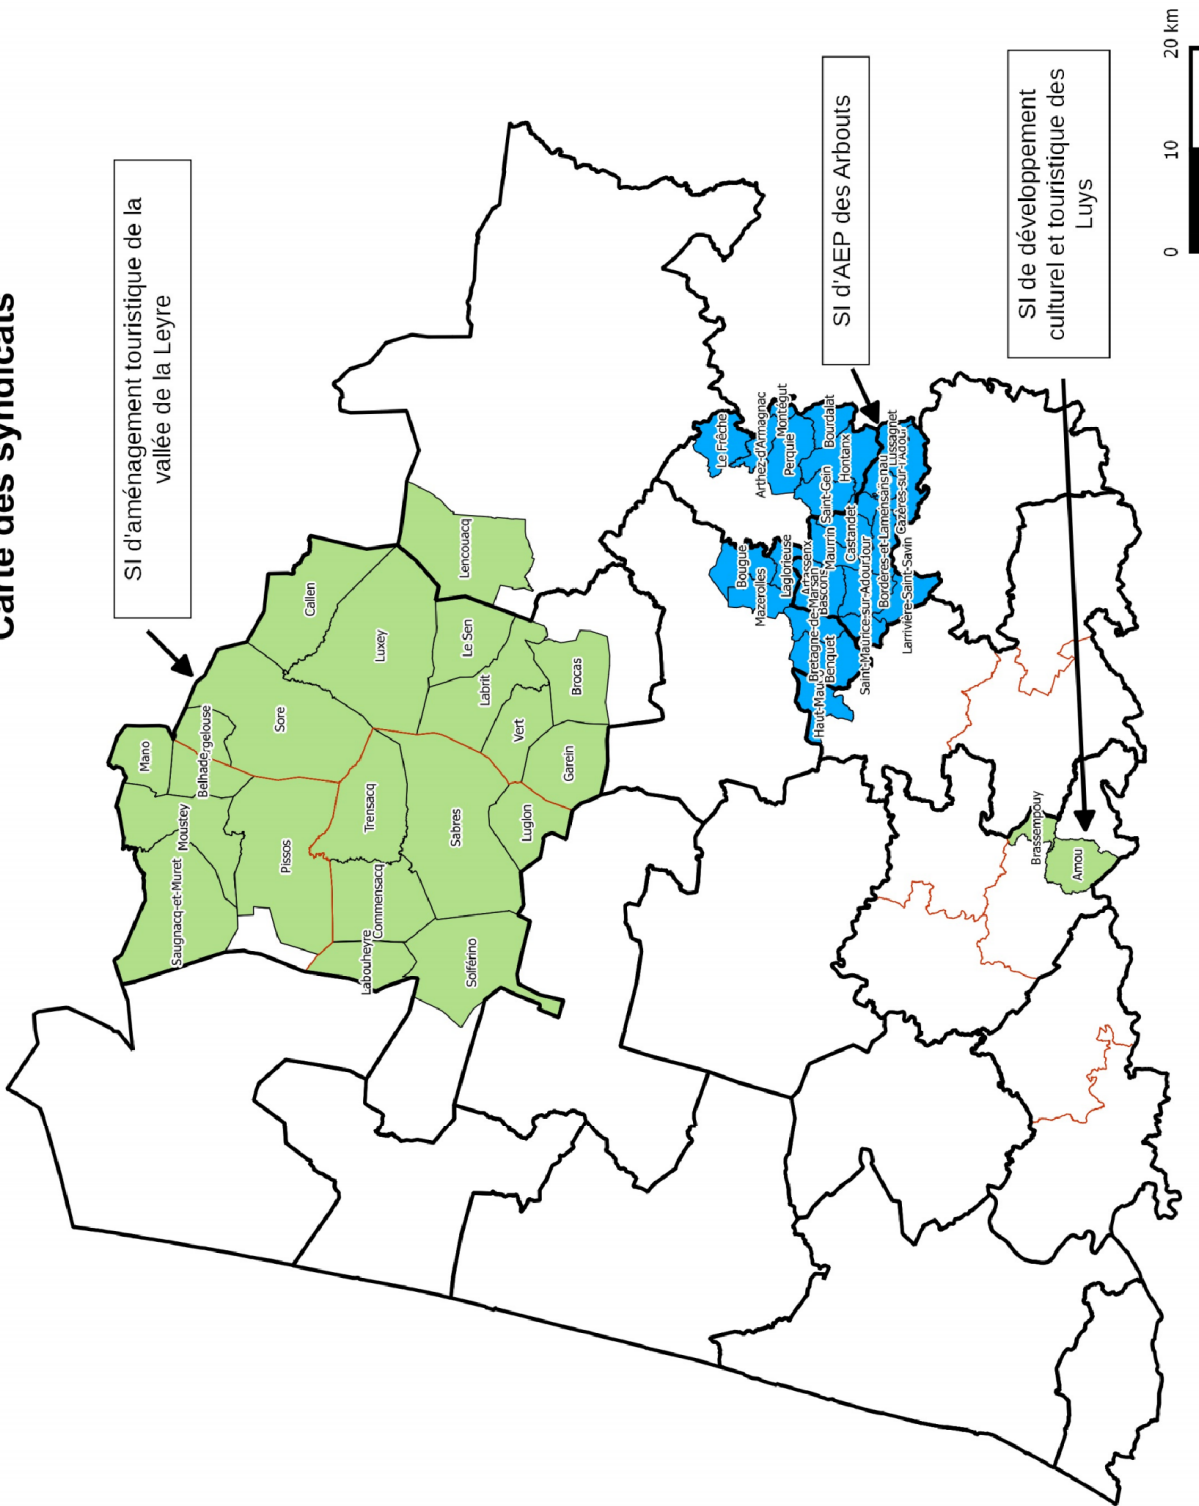 Carte des syndicats
SI d'aménagement touristique de la
vallée de la Leyre
SI d'AEP des Arbouts
SI de développement
culturel et touristique des
Luys
0
10
20 km
Mano
Belhade
Moustey
Saugnacq-et-Muret
Pissos
Sore
Callen
Luxey
Lencouacq
Le Sen
Labrit
Brocas
Vert
Garein
Luglon
Sabres
Trensacq
Commensacq
Labouheyre
Solférino
Le Frêche
Arthez-d'Armagnac
Montégut
Perquie
Bourdalat
Hontanx
Saint-Gein
Bougue
Mazerolles
Laglorieuse
Artassenx
Bretagne-de-Marsan
Bascons
Maurrin
Castandet
Benquet
Saint-Maurice-sur-Adour
Bordères-et-Lamensans
Lussagnet
Cazères-sur-l'Adour
Larrivière-Saint-Savin
Brassempouy
Amou